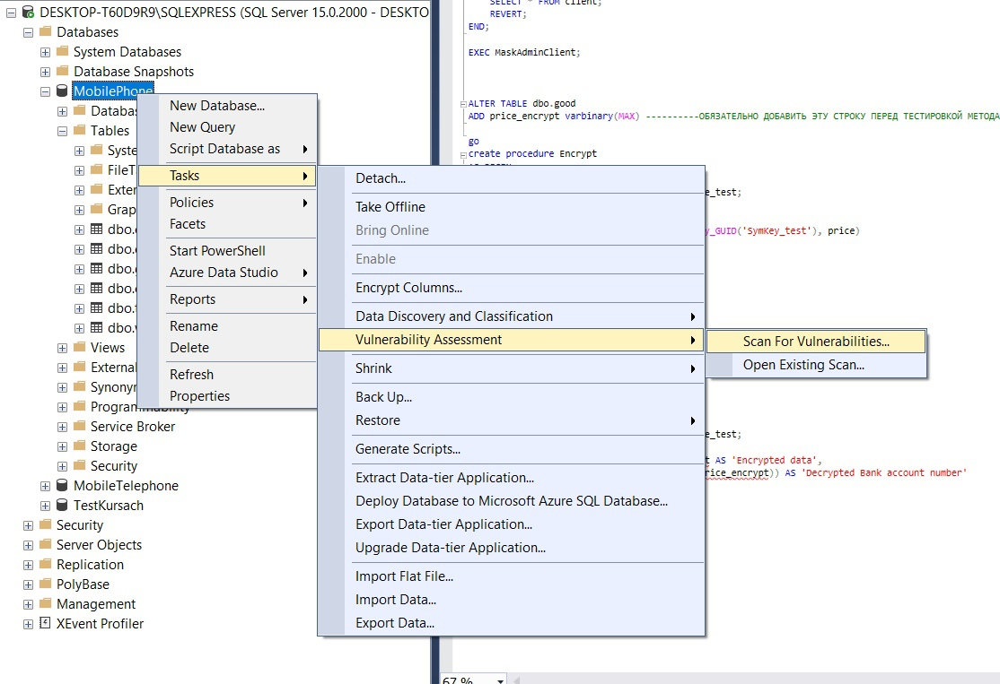 DESKTOP-T60D9R9\SQLEXPRESS (SQL Server 15.0.2000 - DESKTO
Databases
System Databases
Database Snapshots
MobilePhone
Databas
Tables
Syste
FileT
Exter
Grap
dbo.
dbo.
dbo.
dbo.
dbo.
dbo.
Views
External
Synonym
Programmability
Service Broker
Storage
Security
MobileTelephone
TestKursach
Security
Server Objects
Replication
PolyBase
Management
XEvent Profiler
New Database...
New Query
Script Database as
Tasks
Policies
Facets
Start PowerShell
Azure Data Studio
Reports
Rename
Delete
Refresh
Properties
Detach...
Take Offline
Bring Online
Enable
Encrypt Columns...
Data Discovery and Classification
Vulnerability Assessment
Shrink
Back Up...
Restore
Generate Scripts...
Extract Data-tier Application...
Deploy Database to Microsoft Azure SQL Database...
Export Data-tier Application...
Upgrade Data-tier Application...
Import Flat File...
Import Data...
Export Data...
Scan For Vulnerabilities...
Open Existing Scan...
SELECT * FROM client;
REVERT;
END;
EXEC MaskAdminClient;
ALTER TABLE dbo.good
ADD price_encrypt varbinary(MAX) ----------ОБЯЗАТЕЛЬНО ДОБАВИТЬ ЭТУ СТРОКУ ПЕРЕД ТЕСТИРОВКОЙ МЕТОДА
go
create procedure Encrypt
e_test;
y_GUID('SymKey_test'), price)
e_test;
t AS 'Encrypted data',
rice_encrypt)) AS 'Decrypted Bank account number'
67 %